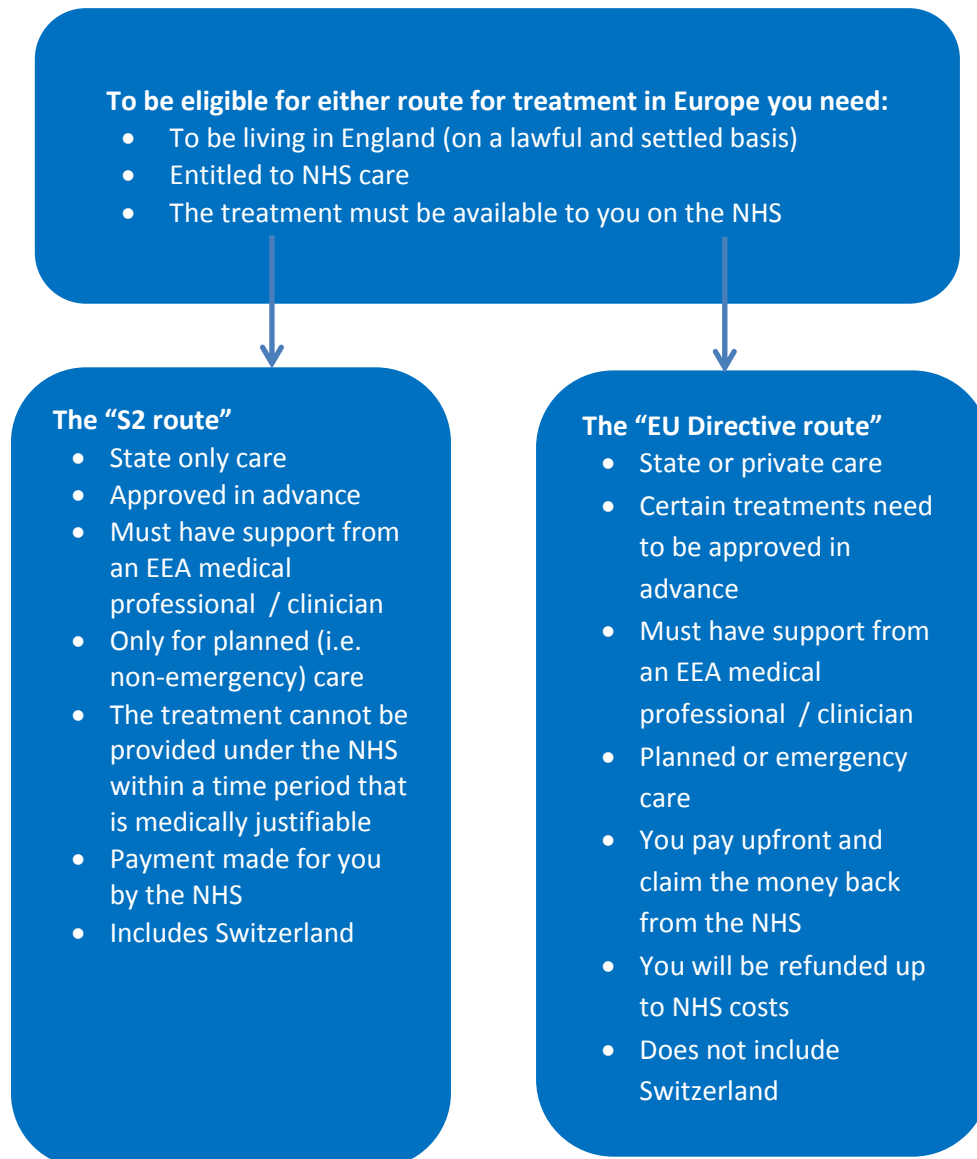 To be eligible for either route for treatment in Europe you need:
• To be living in England (on a lawful and settled basis)
• Entitled to NHS care
• The treatment must be available to you on the NHS
The “S2 route”
• State only care
• Approved in advance
• Must have support from
an EEA medical
professional / clinician
• Only for planned (i.e.
non-emergency) care
• The treatment cannot be
provided under the NHS
within a time period that
is medically justifiable
• Payment made for you
by the NHS
• Includes Switzerland
The “EU Directive route”
• State or private care
• Certain treatments need
to be approved in
advance
• Must have support from
an EEA medical
professional / clinician
• Planned or emergency
care
• You pay upfront and
claim the money back
from the NHS
• You will be refunded up
to NHS costs
• Does not include
Switzerland